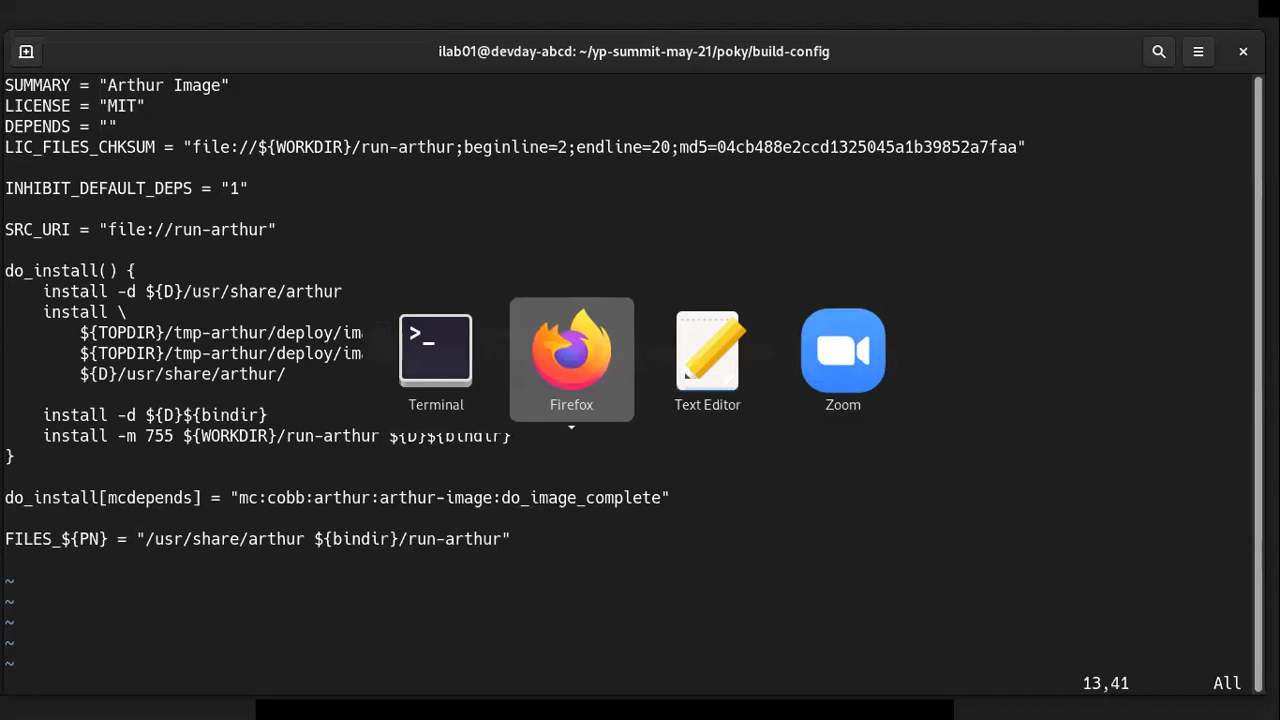 ilab01@devday-abcd: ~/yp-summit-may-21/poky/build-config
SUMMARY = "Arthur Image"
LICENSE = "MIT"
DEPENDS = ""
LIC_FILES_CHKSUM = "file://${WORKDIR}/run-arthur;beginline=2;endline=20;md5=04cb488e2ccd1325045a1b39852a7faa"
INHIBIT_DEFAULT_DEPS = "1"
SRC_URI = "file://run-arthur"
do_install() {
install -d ${D}/usr/share/arthur
install \
${TOPDIR}/tmp-arthur/deploy/im
${TOPDIR}/tmp-arthur/deploy/im
${D}/usr/share/arthur/
>_
Terminal
Firefox
Text Editor
Zoom
install -d ${D}${bindir}
install -m 755 ${WORKDIR}/run-arthur ${D}${bindir}
}
do_install[mcdepends] = "mc:cobb:arthur:arthur-image:do_image_complete"
FILES_${PN} = "/usr/share/arthur ${bindir}/run-arthur"
~
~
~
~
~
13,41 All